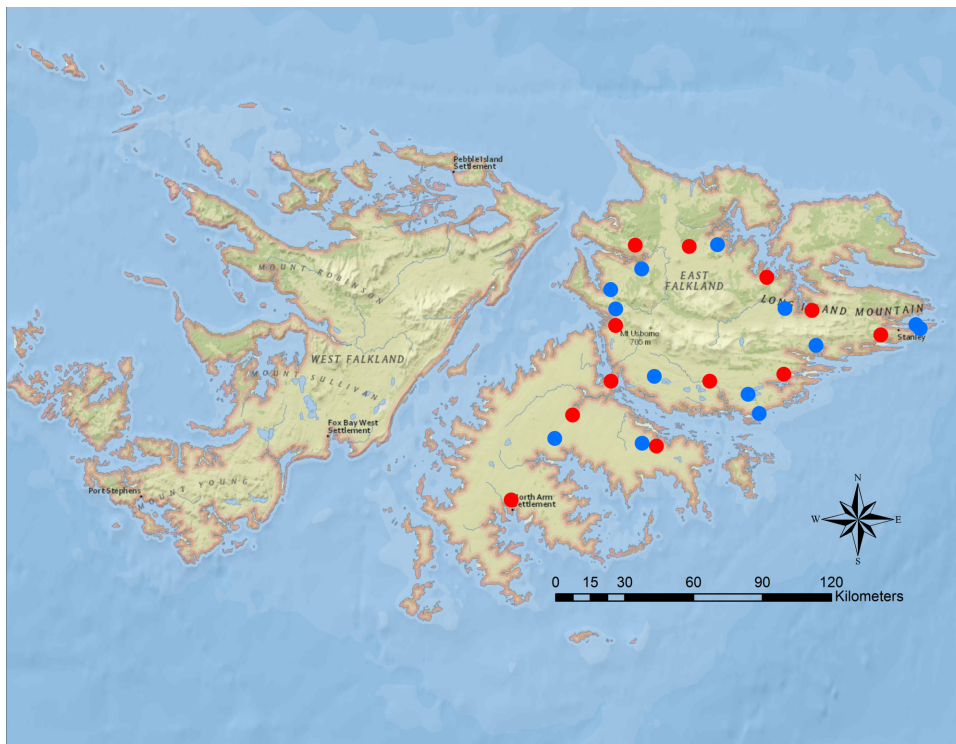 Pebble Island
Settlement
MOUNT ROBINSON
EAST
FALKLAND
LONG ISLAND MOUNTAIN
Mt Usborne
705 m
Stanley
WEST FALKLAND
MOUNT SULLIVAN
Fox Bay West
Settlement
Port Stephens
MOUNT YOUNG
North Arm
Settlement
N
W
E
S
0 15 30 60 90 120
Kilometers